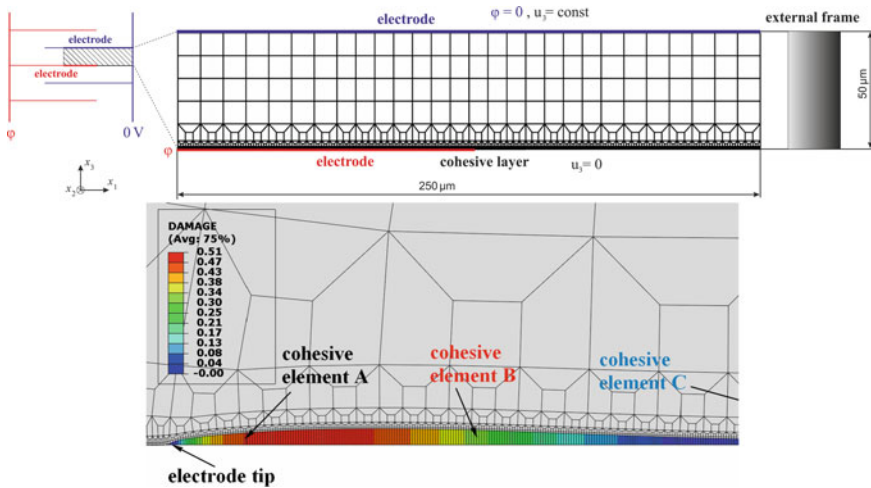 electrode
φ = 0 , u₃= const
external frame
electrode
electrode
φ
0 V
φ
electrode
cohesive layer
u₃= 0
50 µm
x₃
x₂
x₁
250 µm
DAMAGE
(Avg: 75%)
0.51
0.47
0.43
0.38
0.34
0.30
0.25
0.21
0.17
0.13
0.08
0.04
-0.00
cohesive
element A
cohesive
element B
cohesive
element C
electrode tip